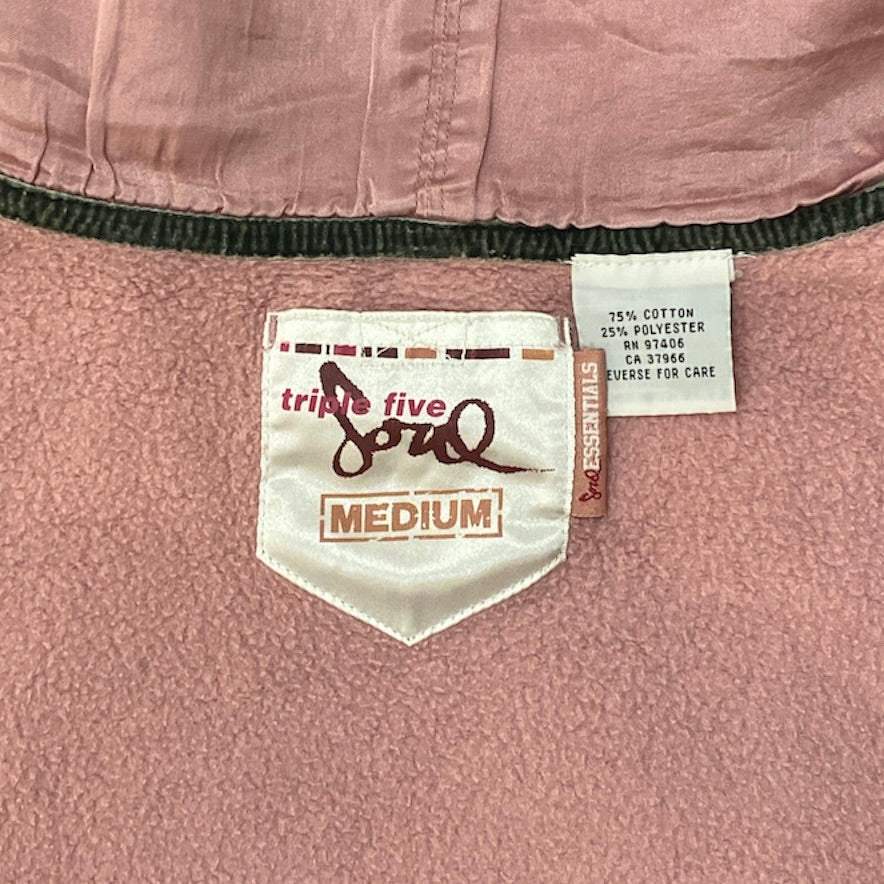 triple five
Soul
MEDIUM
Soul ESSENTIALS
75% COTTON
25% POLYESTER
RN 97406
CA 37966
EVERSE FOR CARE